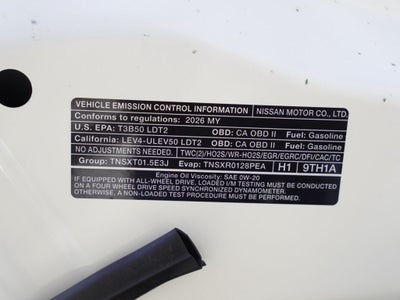 VEHICLE EMISSION CONTROL INFORMATION NISSAN MOTOR CO., LTD.
Conforms to regulations: 2026 MY
U.S. EPA: T3B50 LDT2 OBD: CA OBD II Fuel: Gasoline
California: LEV4-ULEV50 LDT2 OBD: CA OBD II Fuel: Gasoline
NO ADJUSTMENTS NEEDED. TWC(2)/HO2S/WR-HO2S/EGR/EGRC/DFI/CAC/TC
Group: TNSXT01.5E3J Evap: TNSXR0128PEA H1 9TH1A
Engine Oil Viscosity: SAE 0W-20
IF EQUIPPED WITH ALL-WHEEL DRIVE, LOADED I/M TESTING MUST BE CONDUCTED
ON A FOUR WHEEL DRIVE SPEED SYNCHRONIZED DYNAMOMETER.
OTHERWISE, A NON-LOADED TEST PROCEDURE MUST BE USED.